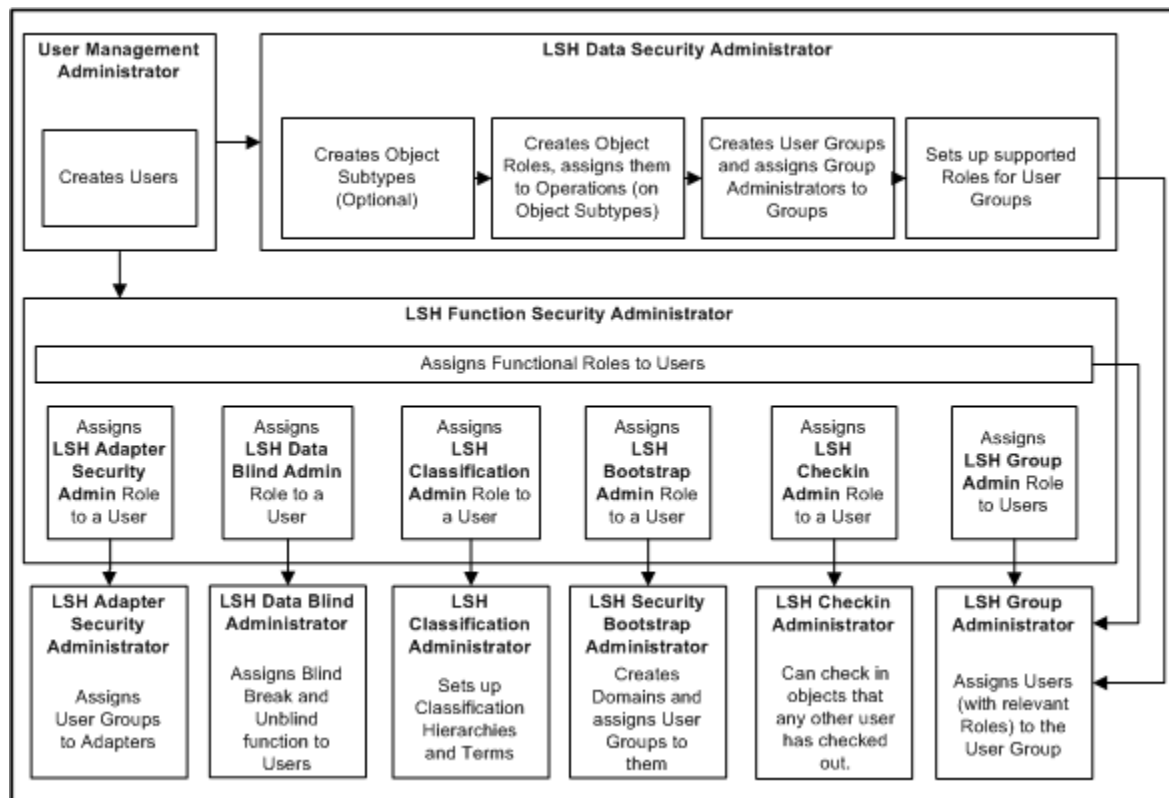 User Management
Administrator
Creates Users
LSH Data Security Administrator
Creates Object
Subtypes
(Optional)
Creates Object
Roles, assigns them
to Operations (on
Object Subtypes)
Creates User Groups
and assigns Group
Administrators to
Groups
Sets up supported
Roles for User
Groups
LSH Function Security Administrator
Assigns Functional Roles to Users
Assigns
LSH Adapter
Security
Admin Role
to a User
Assigns
LSH Data
Blind Admin
Role to a
User
Assigns
LSH
Classification
Admin Role to
a User
Assigns
LSH
Bootstrap
Admin Role
to a User
Assigns
LSH
Checkin
Admin Role
to a User
Assigns
LSH Group
Admin Role
to Users
LSH Adapter
Security
Administrator
Assigns
User Groups
to Adapters
LSH Data Blind
Administrator
Assigns Blind
Break and
Unblind
function to
Users
LSH
Classification
Administrator
Sets up
Classification
Hierarchies
and Terms
LSH Security
Bootstrap
Administrator
Creates
Domains and
assigns User
Groups to
them
LSH Checkin
Administrator
Can check in
objects that
any other user
has checked
out.
LSH Group
Administrator
Assigns Users
(with relevant
Roles) to the
User Group